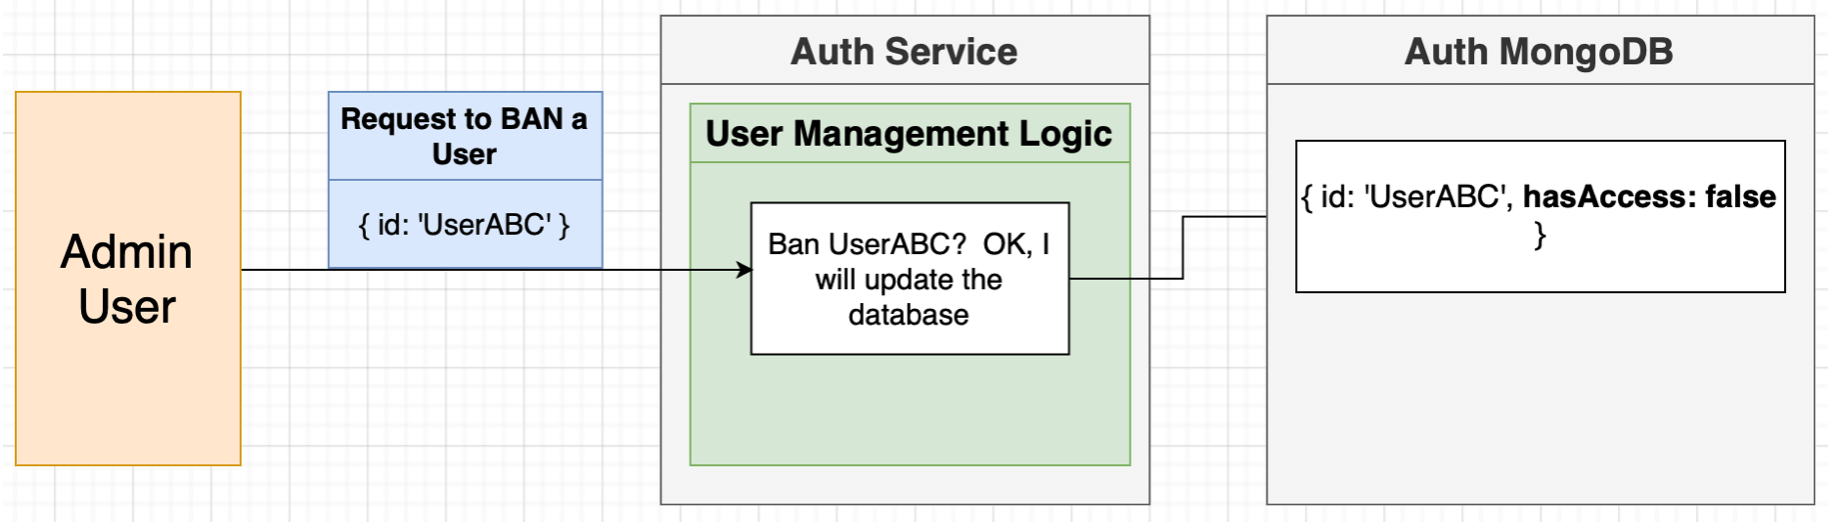 Admin
User
Request to BAN a
User
{ id: 'UserABC' }
Auth Service
User Management Logic
Ban UserABC?  OK, I
will update the
database
Auth MongoDB
{ id: 'UserABC', hasAccess: false
}